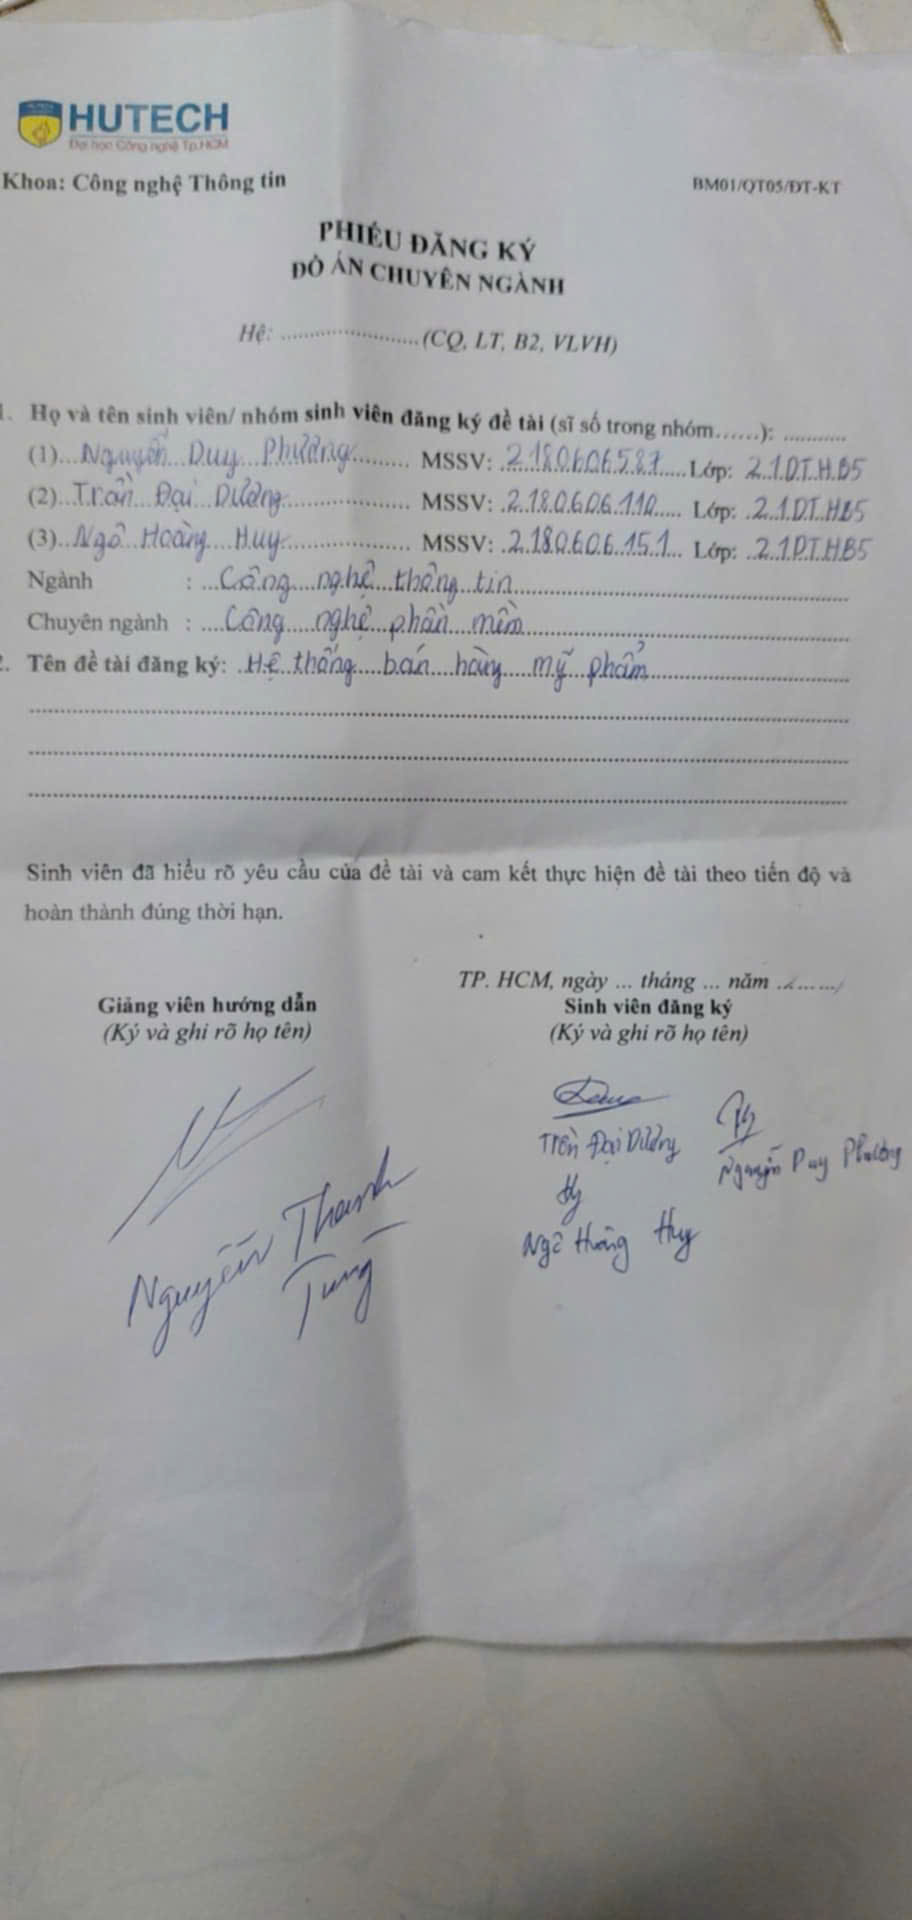 HUTECH
Đại học Công nghệ Tp.HCM
Khoa: Công nghệ Thông tin
BM01/QT05/ĐT-KT
PHIẾU ĐĂNG KÝ
ĐỒ ÁN CHUYÊN NGÀNH
Hệ: ........................ (CQ, LT, B2, VLVH)
1. Họ và tên sinh viên/ nhóm sinh viên đăng ký đề tài (sĩ số trong nhóm......): ...........
(1)...Nguyễn Duy Phương......... MSSV: 2180606587 Lớp: 21DTHB5
(2)...Trần Đại Dương......... MSSV: 2180606110 Lớp: 21DTHB5
(3)...Ngô Hoàng Huy......... MSSV: 2180606151 Lớp: 21DTHB5
Ngành : Công nghệ thông tin
Chuyên ngành : Công nghệ phần mềm
2. Tên đề tài đăng ký: Hệ thống bán hàng mỹ phẩm
Sinh viên đã hiểu rõ yêu cầu của đề tài và cam kết thực hiện đề tài theo tiến độ và
hoàn thành đúng thời hạn.
TP. HCM, ngày ... tháng ... năm ........
Giảng viên hướng dẫn
(Ký và ghi rõ họ tên)
Nguyễn Thanh
Tùng
Sinh viên đăng ký
(Ký và ghi rõ họ tên)
Trần Đại Dương
Nguyễn Duy Phương
Ngô Hoàng Huy